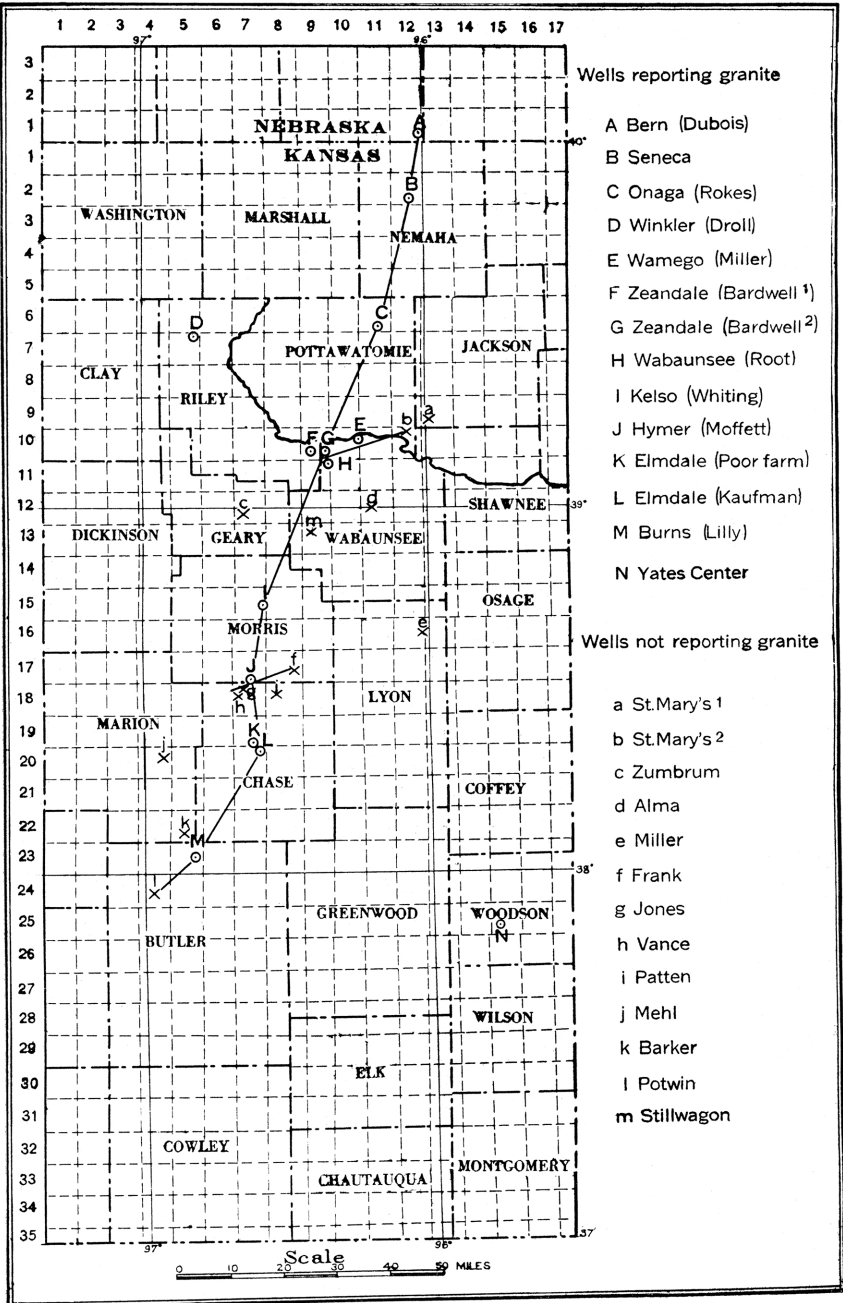 1 2 3 4 5 6 7 8 9 10 11 12 13 14 15 16 17
97° 96°
3
2
1
1
2
3
4
5
6
7
8
9
10
11
12
13
14
15
16
17
18
19
20
21
22
23
24
25
26
27
28
29
30
31
32
33
34
35
NEBRASKA
KANSAS
40°
A
B
WASHINGTON
MARSHALL
NEMAHA
C
D
POTTAWATOMIE
JACKSON
CLAY
RILEY
a
b
E
F
G
H
39°
SHAWNEE
c
d
m
DICKINSON
GEARY
WABAUNSEE
OSAGE
MORRIS
e
J
f
g
h
LYON
MARION
K
L
j
CHASE
COFFEY
k
M
38°
l
GREENWOOD
WOODSON
N
BUTLER
WILSON
ELK
COWLEY
CHAUTAUQUA
MONTGOMERY
97° 96° 37°
Scale
0 10 20 30 40 50 MILES
Wells reporting granite
A Bern (Dubois)
B Seneca
C Onaga (Rokes)
D Winkler (Droll)
E Wamego (Miller)
F Zeandale (Bardwell 1)
G Zeandale (Bardwell 2)
H Wabaunsee (Root)
I Kelso (Whiting)
J Hymer (Moffett)
K Elmdale (Poor farm)
L Elmdale (Kaufman)
M Burns (Lilly)
N Yates Center
Wells not reporting granite
a St.Mary's 1
b St.Mary's 2
c Zumbrum
d Alma
e Miller
f Frank
g Jones
h Vance
i Patten
j Mehl
k Barker
l Potwin
m Stillwagon